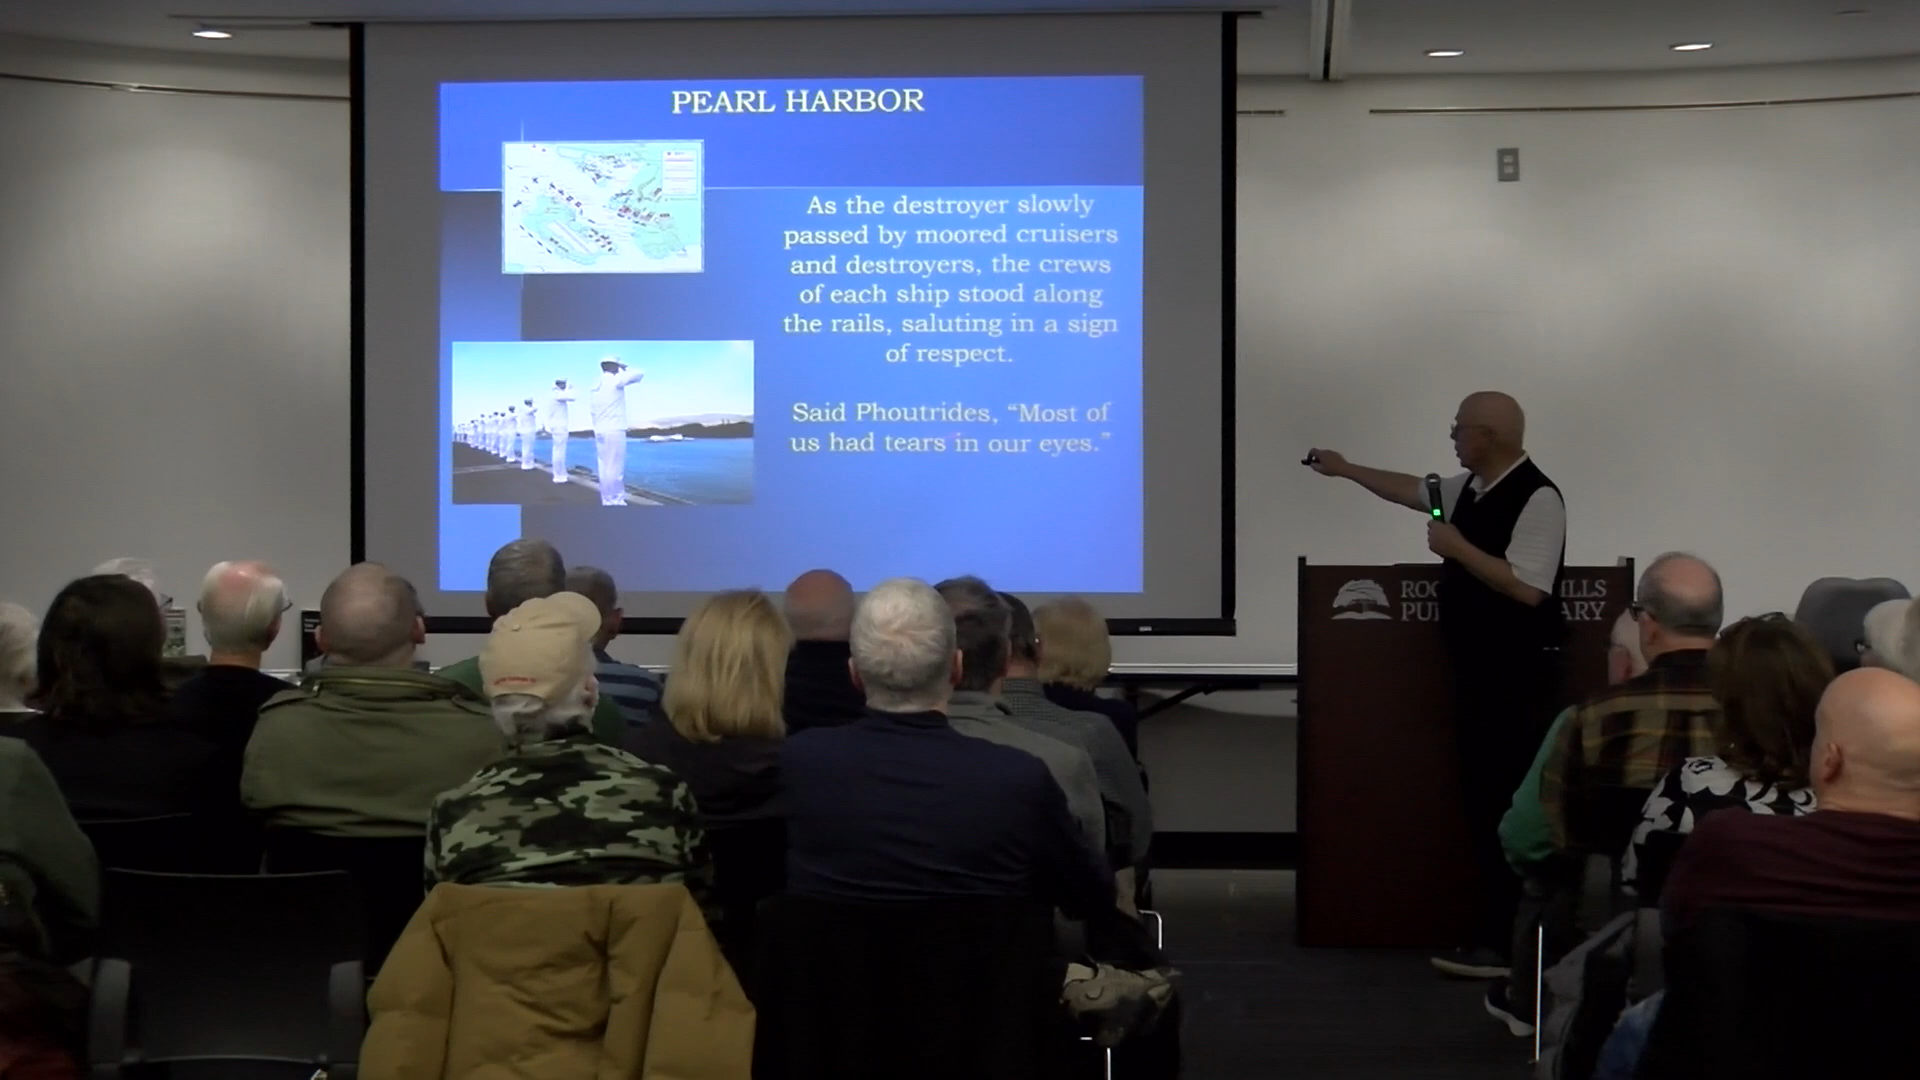 PEARL HARBOR
As the destroyer slowly
passed by moored cruisers
and destroyers, the crews
of each ship stood along
the rails, saluting in a sign
of respect.
Said Phoutrides, “Most of
us had tears in our eyes.”